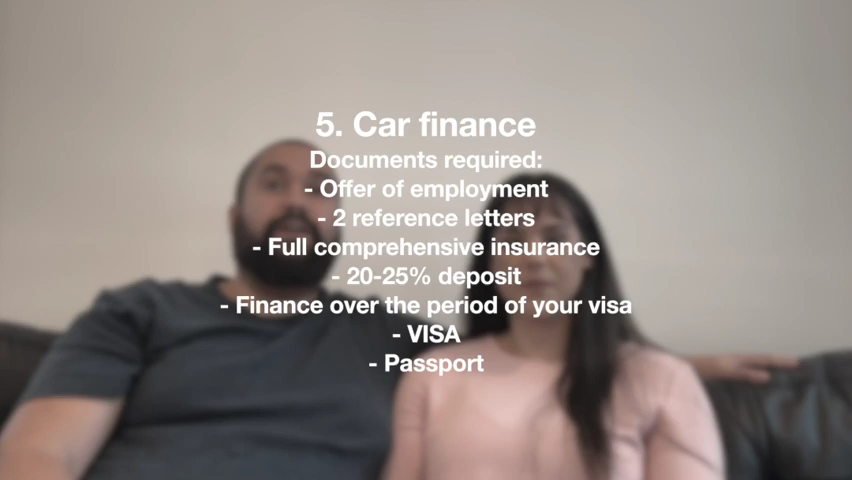 5. Car finance
Documents required:
- Offer of employment
- 2 reference letters
- Full comprehensive insurance
- 20-25% deposit
- Finance over the period of your visa
- VISA
- Passport